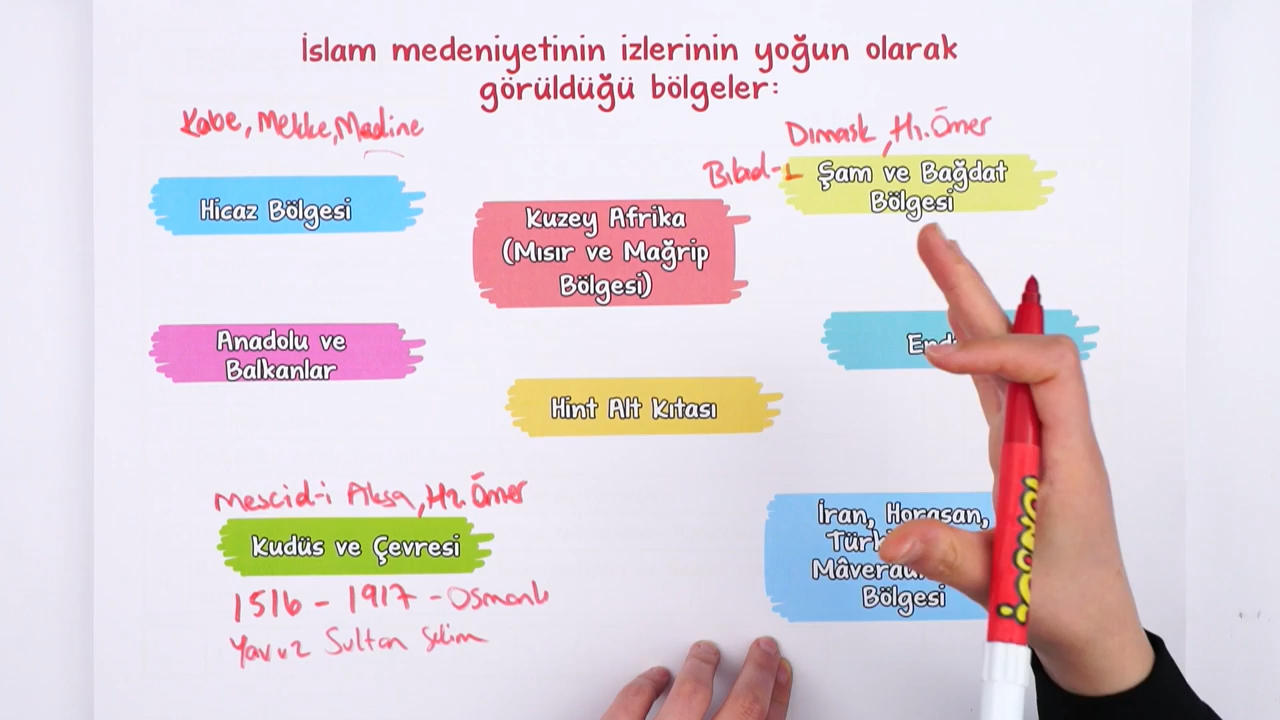 İslam medeniyetinin izlerinin yoğun olarak
görüldüğü bölgeler:
Kabe, Mekke, Medine
Hicaz Bölgesi
Kuzey Afrika
(Mısır ve Mağrip
Bölgesi)
Dımaşk, Hz. Ömer
Bilad-ı
Şam ve Bağdat
Bölgesi
Anadolu ve
Balkanlar
Hint Alt Kıtası
Mescid-i Aksa, Hz. Ömer
Kudüs ve Çevresi
1516 - 1917 - Osmanlı
Yavuz Sultan Selim
İran, Horasan,
Bölgesi